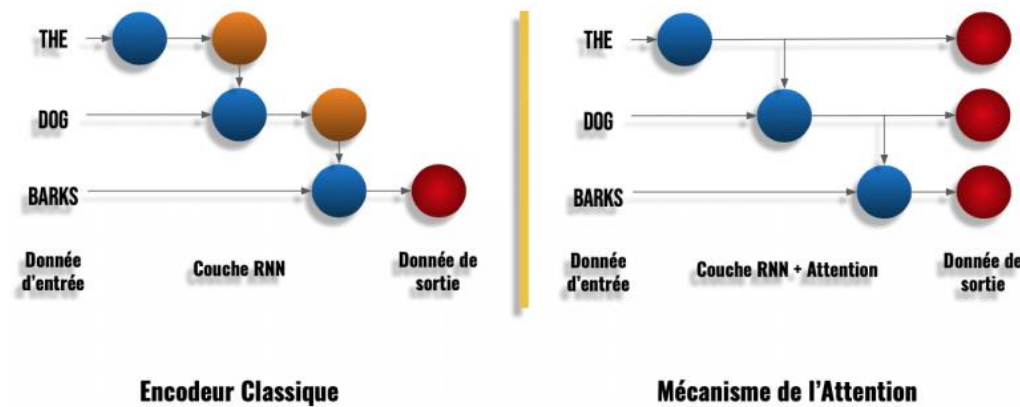 THE
DOG
BARKS
Donnée
d'entrée
Couche RNN
Donnée de
sortie
Encodeur Classique
THE
DOG
BARKS
Donnée
d'entrée
Couche RNN + Attention
Donnée de
sortie
Mécanisme de l'Attention